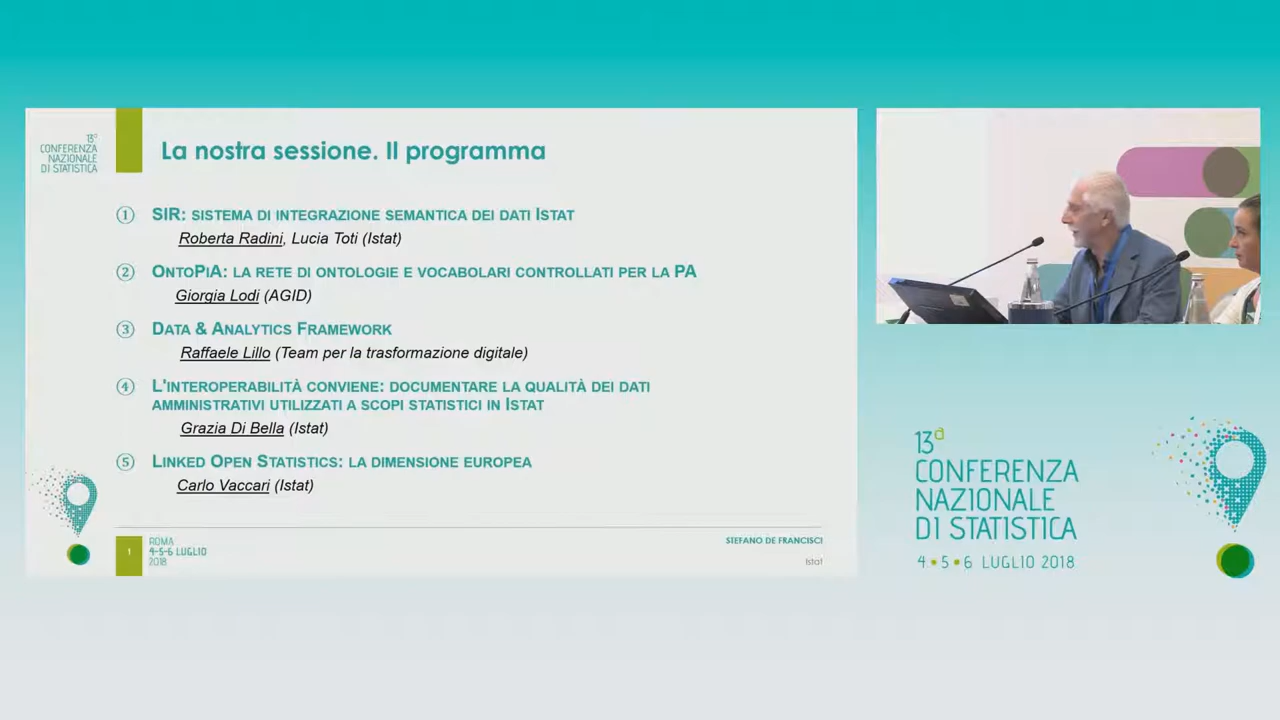 13ª
CONFERENZA
NAZIONALE
DI STATISTICA
La nostra sessione. Il programma
① SIR: SISTEMA DI INTEGRAZIONE SEMANTICA DEI DATI ISTAT
Roberta Radini, Lucia Toti (Istat)
② ONTOPIA: LA RETE DI ONTOLOGIE E VOCABOLARI CONTROLLATI PER LA PA
Giorgia Lodi (AGID)
③ DATA & ANALYTICS FRAMEWORK
Raffaele Lillo (Team per la trasformazione digitale)
④ L'INTEROPERABILITÀ CONVIENE: DOCUMENTARE LA QUALITÀ DEI DATI
AMMINISTRATIVI UTILIZZATI A SCOPI STATISTICI IN ISTAT
Grazia Di Bella (Istat)
⑤ LINKED OPEN STATISTICS: LA DIMENSIONE EUROPEA
Carlo Vaccari (Istat)
1
ROMA
4-5-6 LUGLIO
2018
STEFANO DE FRANCISCI
Istat
13ª
CONFERENZA
NAZIONALE
DI STATISTICA
4 • 5 • 6 LUGLIO 2018